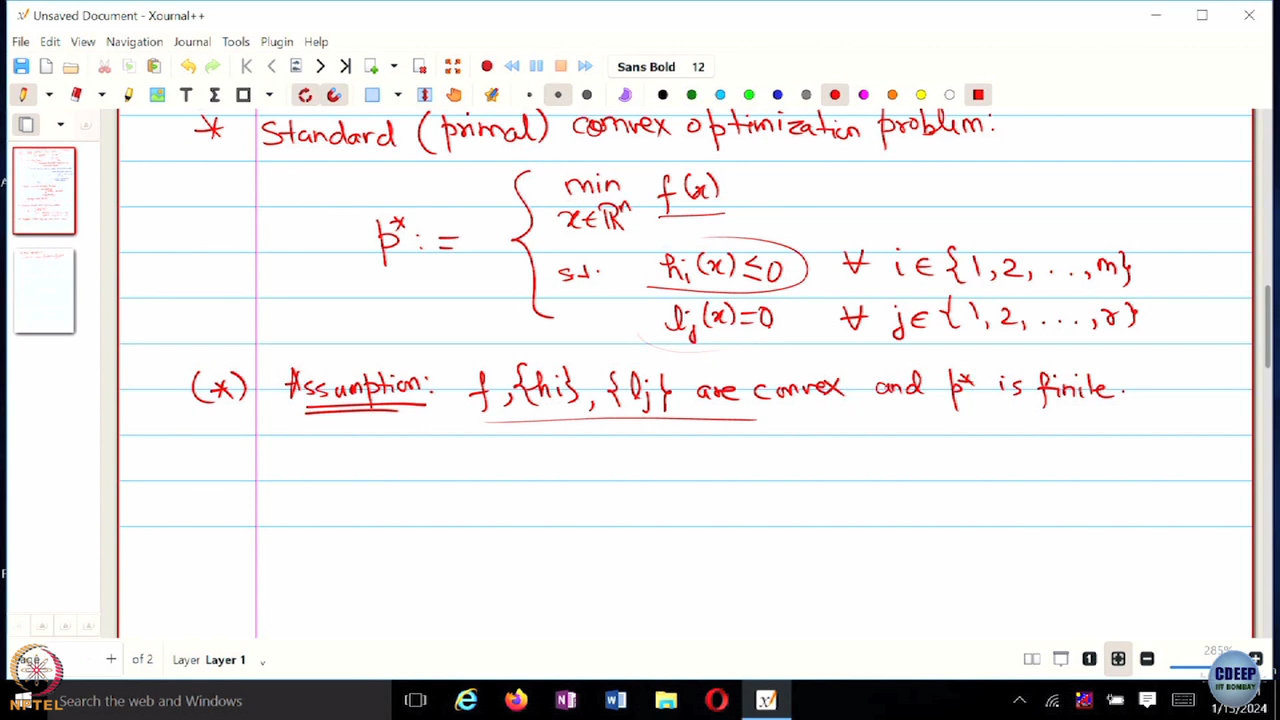 Unsaved Document - Xournal++
File Edit View Navigation Journal Tools Plugin Help
Sans Bold 12
* Standard (primal) convex optimization problem:
min f(x)
x∈ℝⁿ
p* :=
s.t. hi(x)≤0 ∀ i∈{1,2,...,m}
lj(x)=0 ∀ j∈{1,2,...,r}
(*) Assumption: f,{hi},{lj} are convex and p* is finite.
of 2 Layer Layer 1
285%
CDEEP
IIT BOMBAY
NPTEL
Search the web and Windows
1/15/2024